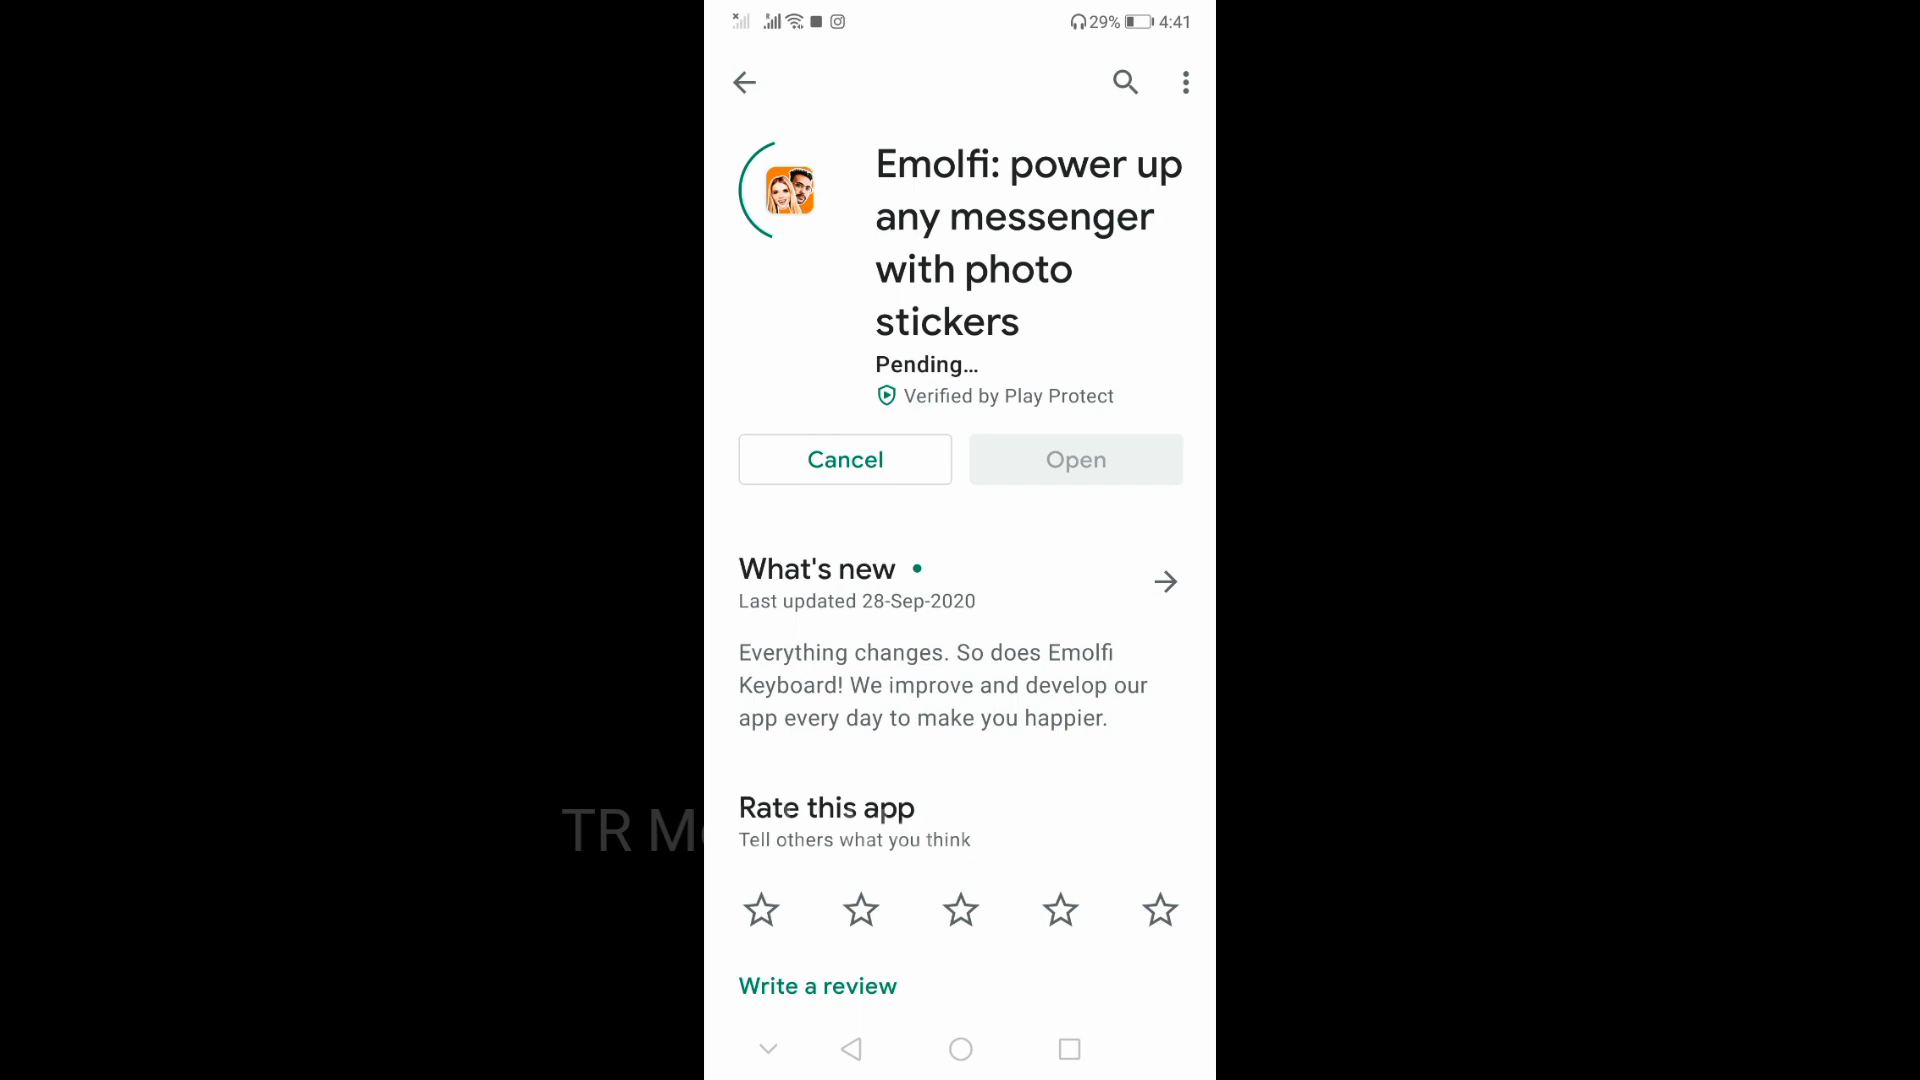 29% 4:41
Emolfi: power up
any messenger
with photo
stickers
Pending...
Verified by Play Protect
Cancel
Open
What's new
Last updated 28-Sep-2020
Everything changes. So does Emolfi
Keyboard! We improve and develop our
app every day to make you happier.
Rate this app
Tell others what you think
TR
Write a review